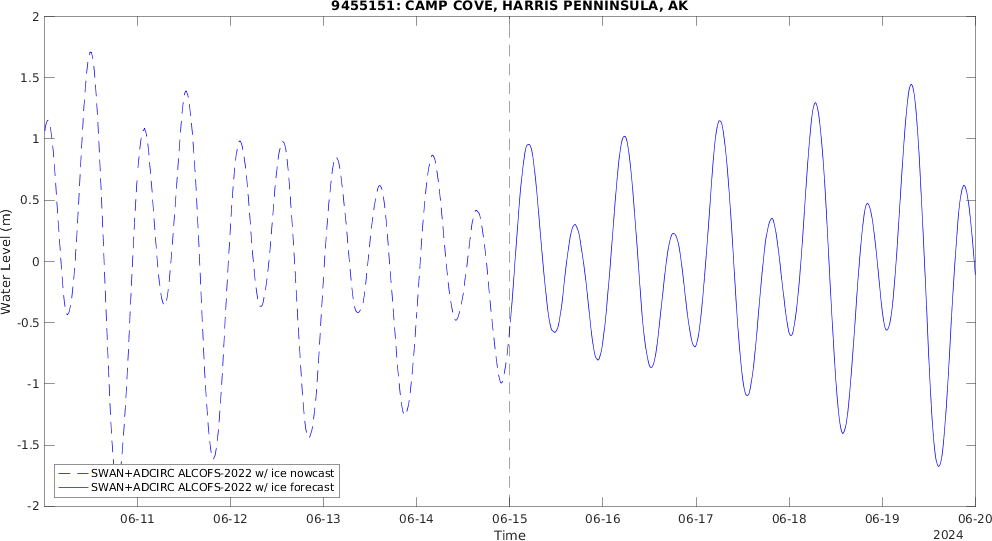 9455151: CAMP COVE, HARRIS PENNINSULA, AK
2
1.5
1
0.5
0
-0.5
-1
-1.5
-2
Water Level (m)
SWAN+ADCIRC ALCOFS-2022 w/ ice nowcast
SWAN+ADCIRC ALCOFS-2022 w/ ice forecast
06-11 06-12 06-13 06-14 06-15 06-16 06-17 06-18 06-19 06-20
Time
2024